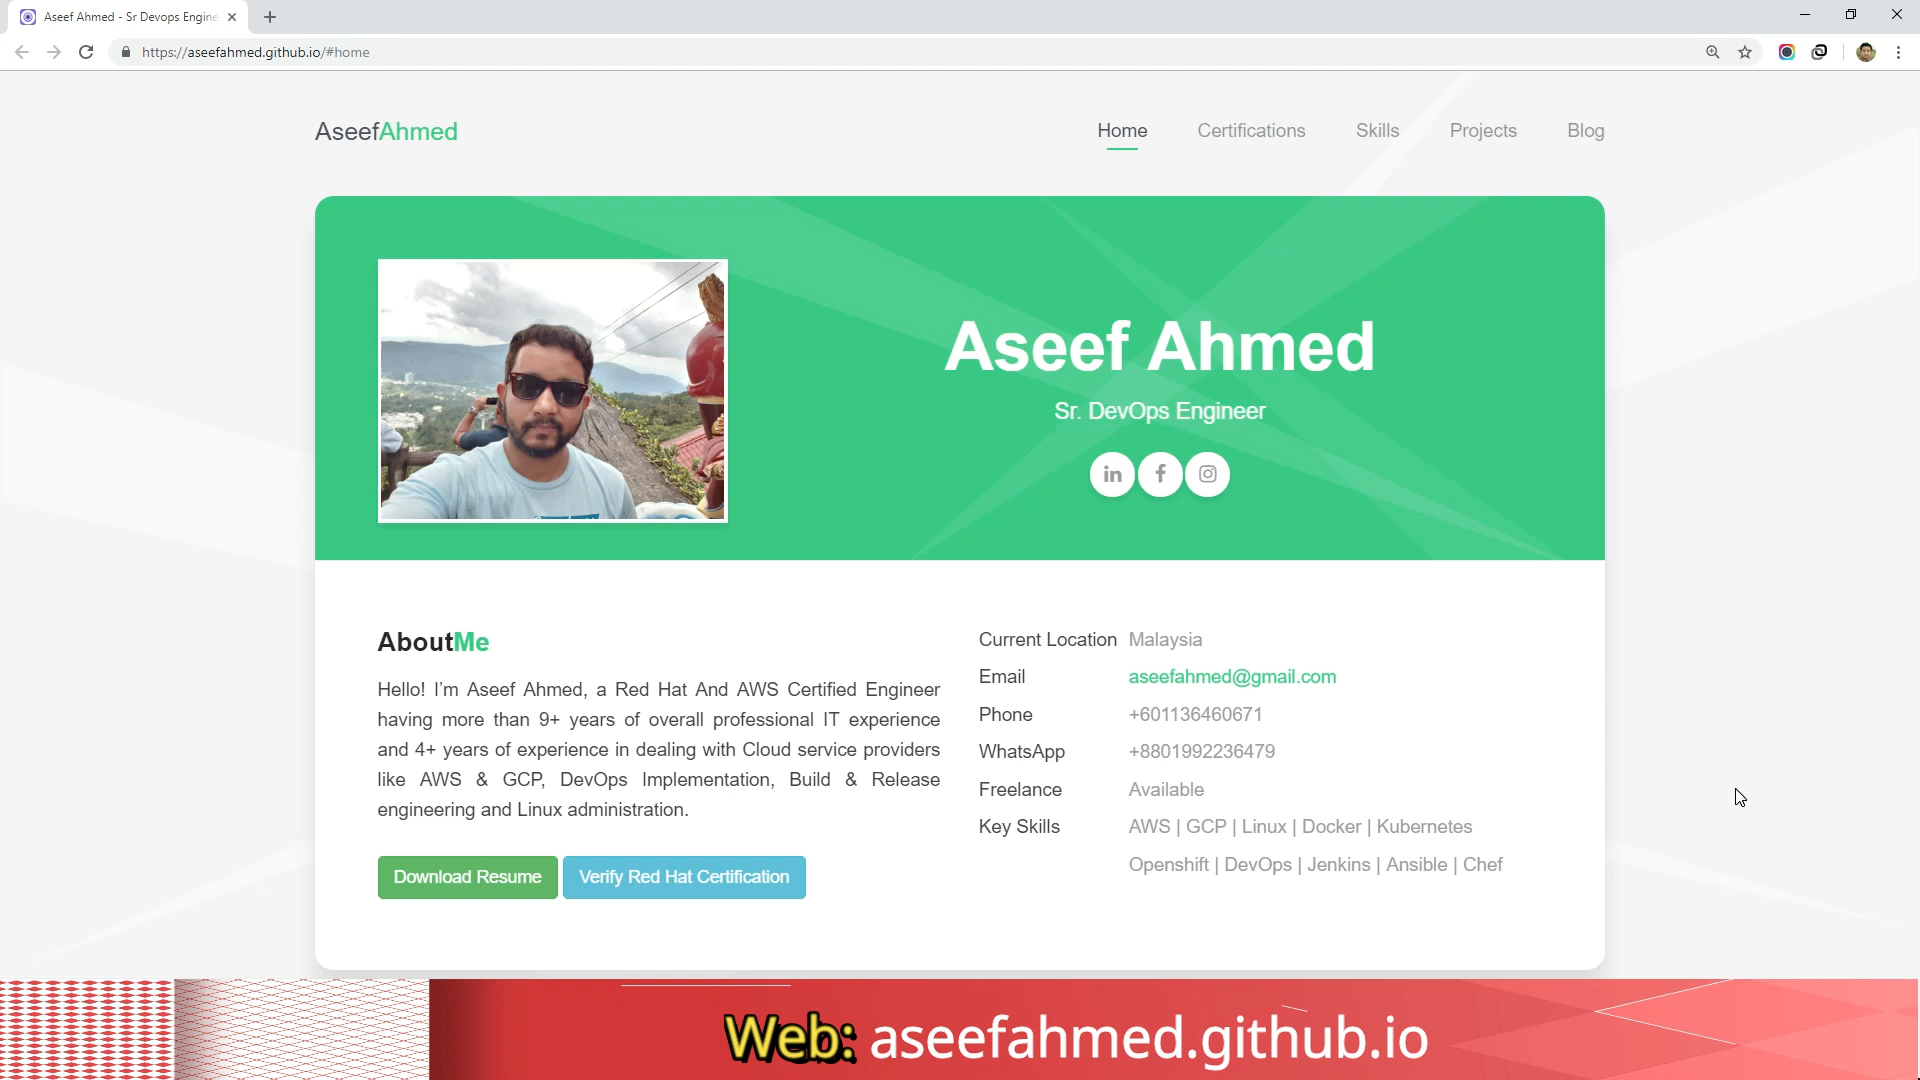 Aseef Ahmed - Sr Devops Engine
https://aseefahmed.github.io/#home
AseefAhmed
Home Certifications Skills Projects Blog
Aseef Ahmed
Sr. DevOps Engineer
AboutMe
Hello! I'm Aseef Ahmed, a Red Hat And AWS Certified Engineer
having more than 9+ years of overall professional IT experience
and 4+ years of experience in dealing with Cloud service providers
like AWS & GCP, DevOps Implementation, Build & Release
engineering and Linux administration.
Download Resume Verify Red Hat Certification
Current Location Malaysia
Email aseefahmed@gmail.com
Phone +601136460671
WhatsApp +8801992236479
Freelance Available
Key Skills AWS | GCP | Linux | Docker | Kubernetes
Openshift | DevOps | Jenkins | Ansible | Chef
Web: aseefahmed.github.io